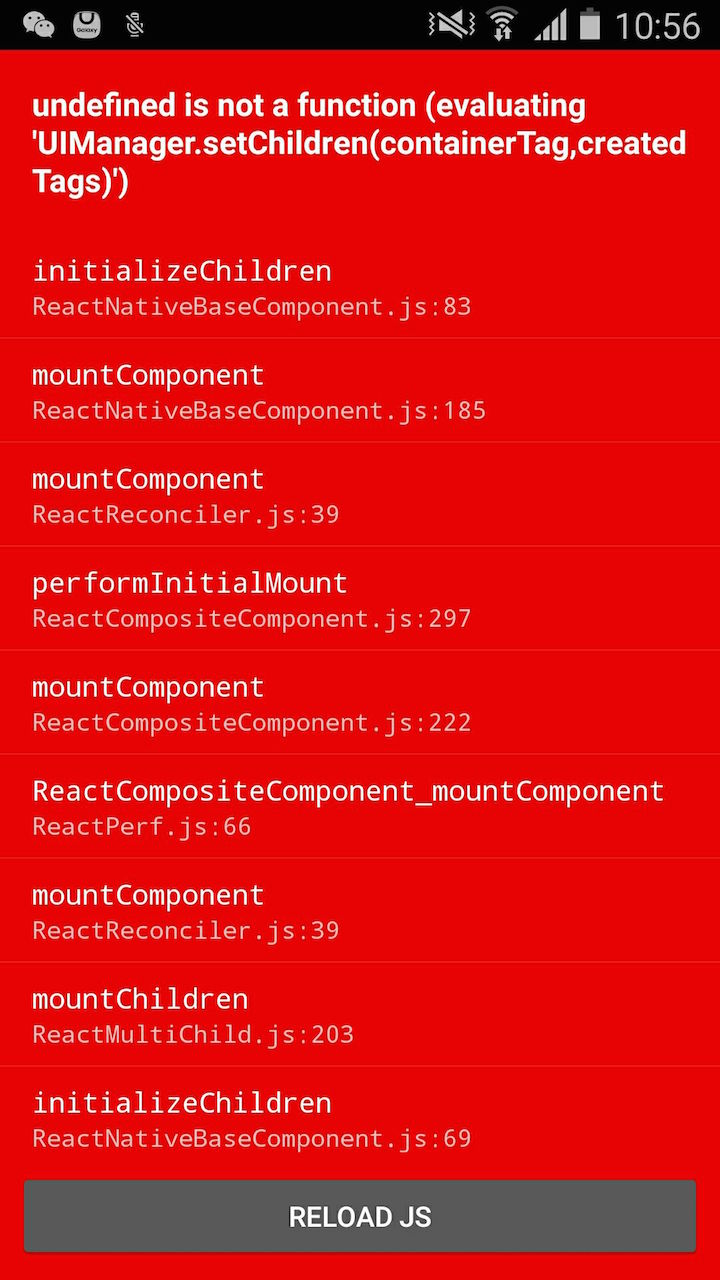 Galaxy
10:56
undefined is not a function (evaluating
'UIManager.setChildren(containerTag,created
Tags)')
initializeChildren
ReactNativeBaseComponent.js:83
mountComponent
ReactNativeBaseComponent.js:185
mountComponent
ReactReconciler.js:39
performInitialMount
ReactCompositeComponent.js:297
mountComponent
ReactCompositeComponent.js:222
ReactCompositeComponent_mountComponent
ReactPerf.js:66
mountComponent
ReactReconciler.js:39
mountChildren
ReactMultiChild.js:203
initializeChildren
ReactNativeBaseComponent.js:69
RELOAD JS